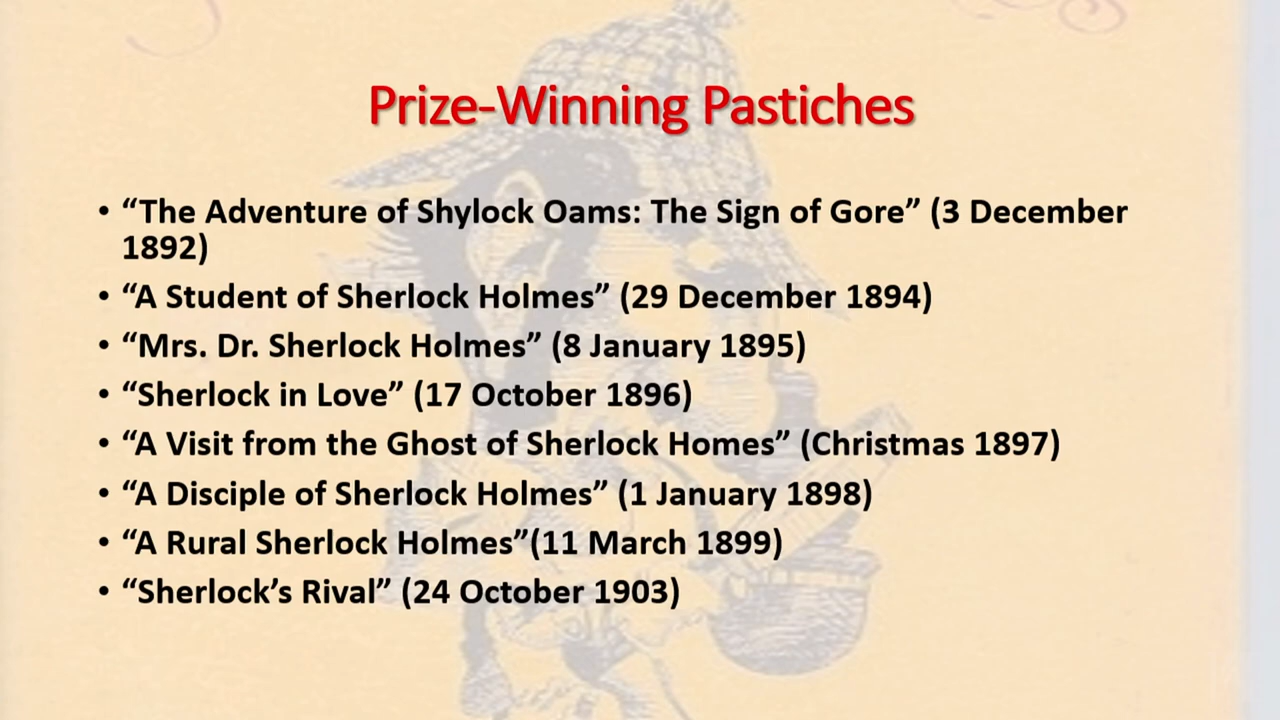 Prize-Winning Pastiches
• “The Adventure of Shylock Oams: The Sign of Gore” (3 December
1892)
• “A Student of Sherlock Holmes” (29 December 1894)
• “Mrs. Dr. Sherlock Holmes” (8 January 1895)
• “Sherlock in Love” (17 October 1896)
• “A Visit from the Ghost of Sherlock Homes” (Christmas 1897)
• “A Disciple of Sherlock Holmes” (1 January 1898)
• “A Rural Sherlock Holmes”(11 March 1899)
• “Sherlock’s Rival” (24 October 1903)